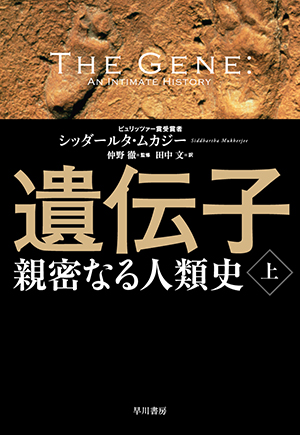 THE GENE:
AN INTIMATE HISTORY
ピュリッツァー賞受賞者
シッダールタ・ムカジー Siddhartha Mukherjee
仲野 徹=監修 田中 文=訳
遺伝子
親密なる人類史 上
早川書房